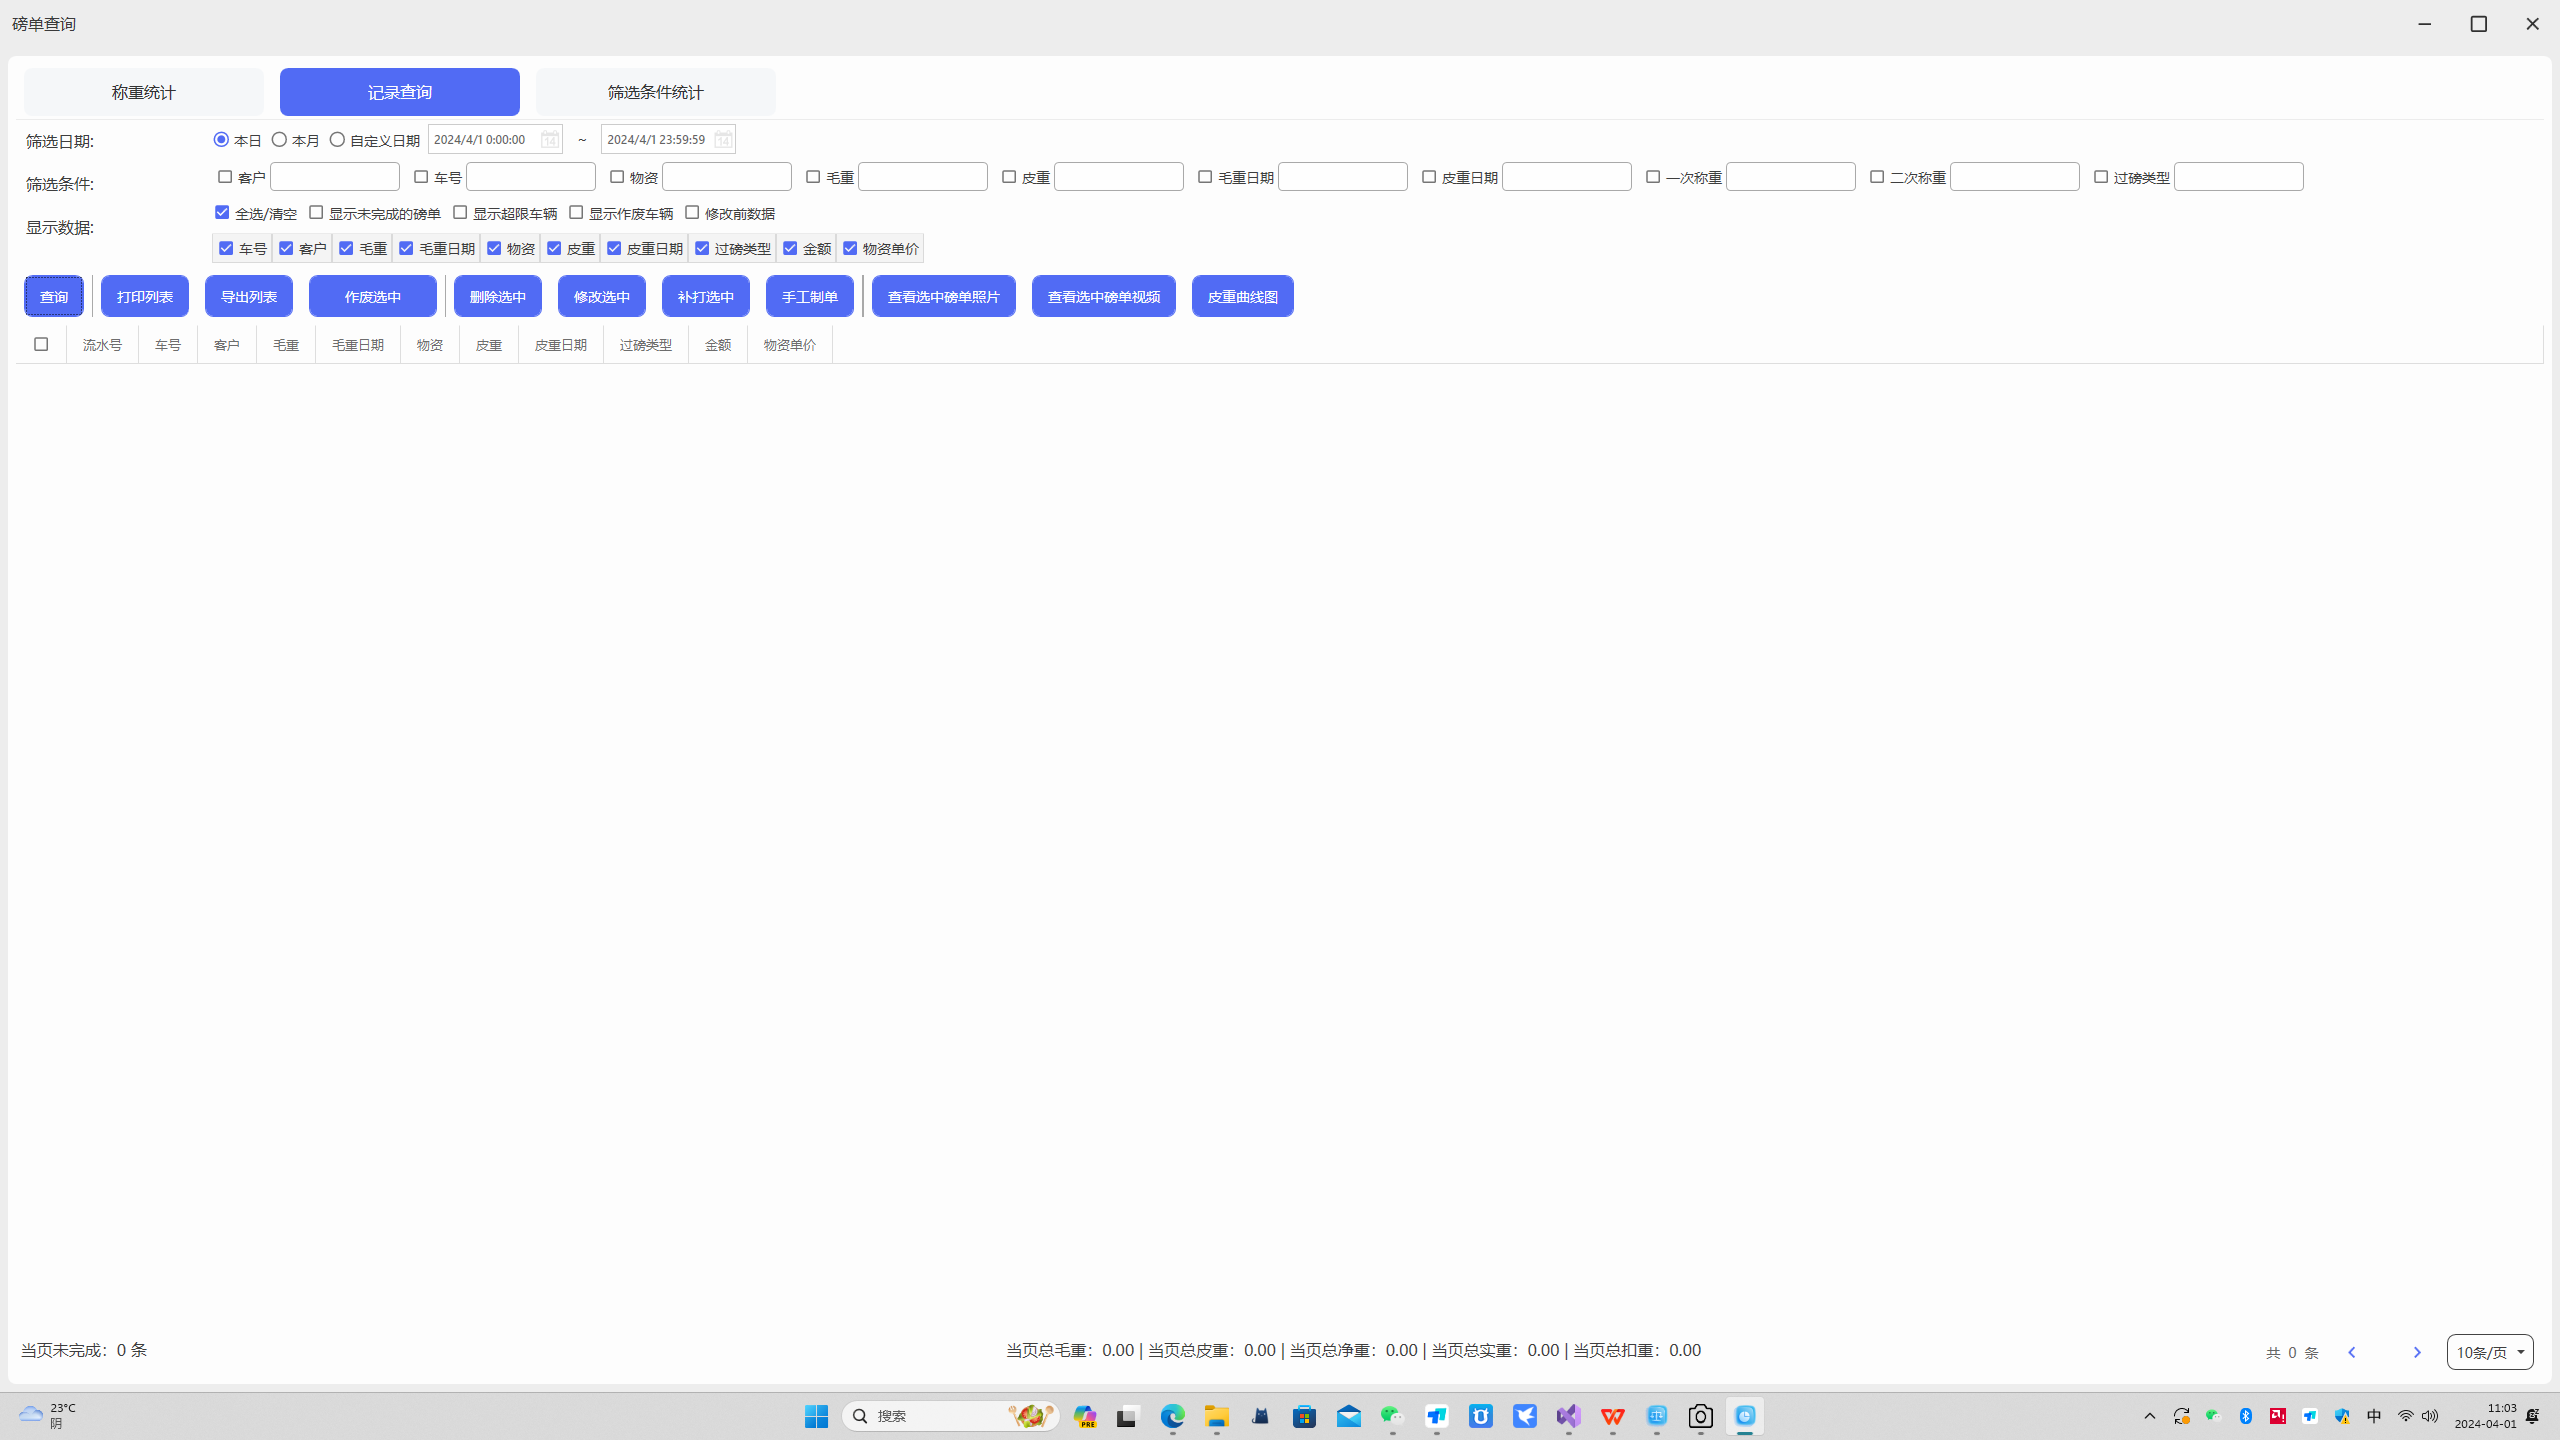 磅单查询
称重统计 记录查询 筛选条件统计
筛选日期: 本日 本月 自定义日期 2024/4/1 0:00:00 14 ~ 2024/4/1 23:59:59 14
筛选条件: 客户 车号 物资 毛重 皮重 毛重日期 皮重日期 一次称重 二次称重 过磅类型
显示数据: 全选/清空 显示未完成的磅单 显示超限车辆 显示作废车辆 修改前数据
车号 客户 毛重 毛重日期 物资 皮重 皮重日期 过磅类型 金额 物资单价
查询 打印列表 导出列表 作废选中 删除选中 修改选中 补打选中 手工制单 查看选中磅单照片 查看选中磅单视频 皮重曲线图
流水号 车号 客户 毛重 毛重日期 物资 皮重 皮重日期 过磅类型 金额 物资单价
当页未完成：0 条 当页总毛重：0.00 | 当页总皮重：0.00 | 当页总净重：0.00 | 当页总实重：0.00 | 当页总扣重：0.00 共 0 条 10条/页
23°C
阴
搜索
PRE
中
11:03
2024-04-01